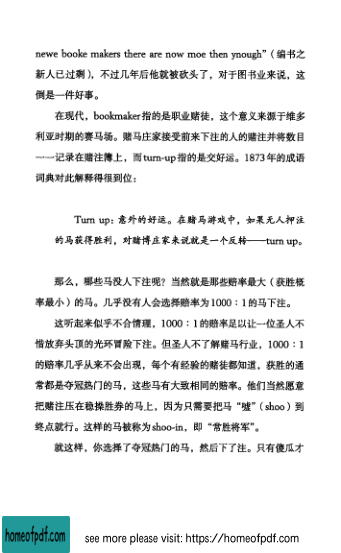 newe booke makers there are now moe then ynough”（编书之
新人已过剩），不过几年后他就被砍头了，对于图书业来说，这
倒是一件好事。
在现代，bookmaker指的是职业赌徒，这个意义来源于维多
利亚时期的赛马场。赌马庄家接受前来下注的人的赌注并将数目
一一记录在赌注簿上，而turn-up指的是交好运。1873年的成语
词典对此解释得很到位：
Turn up：意外的好运。在赌马游戏中，如果无人押注
的马获得胜利，对赌博庄家来说就是一个反转——turn up。
那么，哪些马没人下注呢？当然就是那些赔率最大（获胜概
率最小）的马。几乎没有人会选择赔率为1000∶1的马下注。
这听起来似乎不合情理，1000∶1的赔率足以让一位圣人不
惜放弃头顶的光环冒险下注。但圣人不了解赌马行业，1000∶1
的赔率几乎从来不会出现，每个有经验的赌徒都知道，获胜的通
常都是夺冠热门的马，这些马有大致相同的赔率。他们当然愿意
把赌注压在稳操胜券的马上，因为只需要把马“嘘”（shoo）到
终点就行。这样的马被称为shoo-in，即“常胜将军”。
就这样，你选择了夺冠热门的马，然后下了注。只有傻瓜才
homeofpdf.com
see more please visit: https://homeofpdf.com